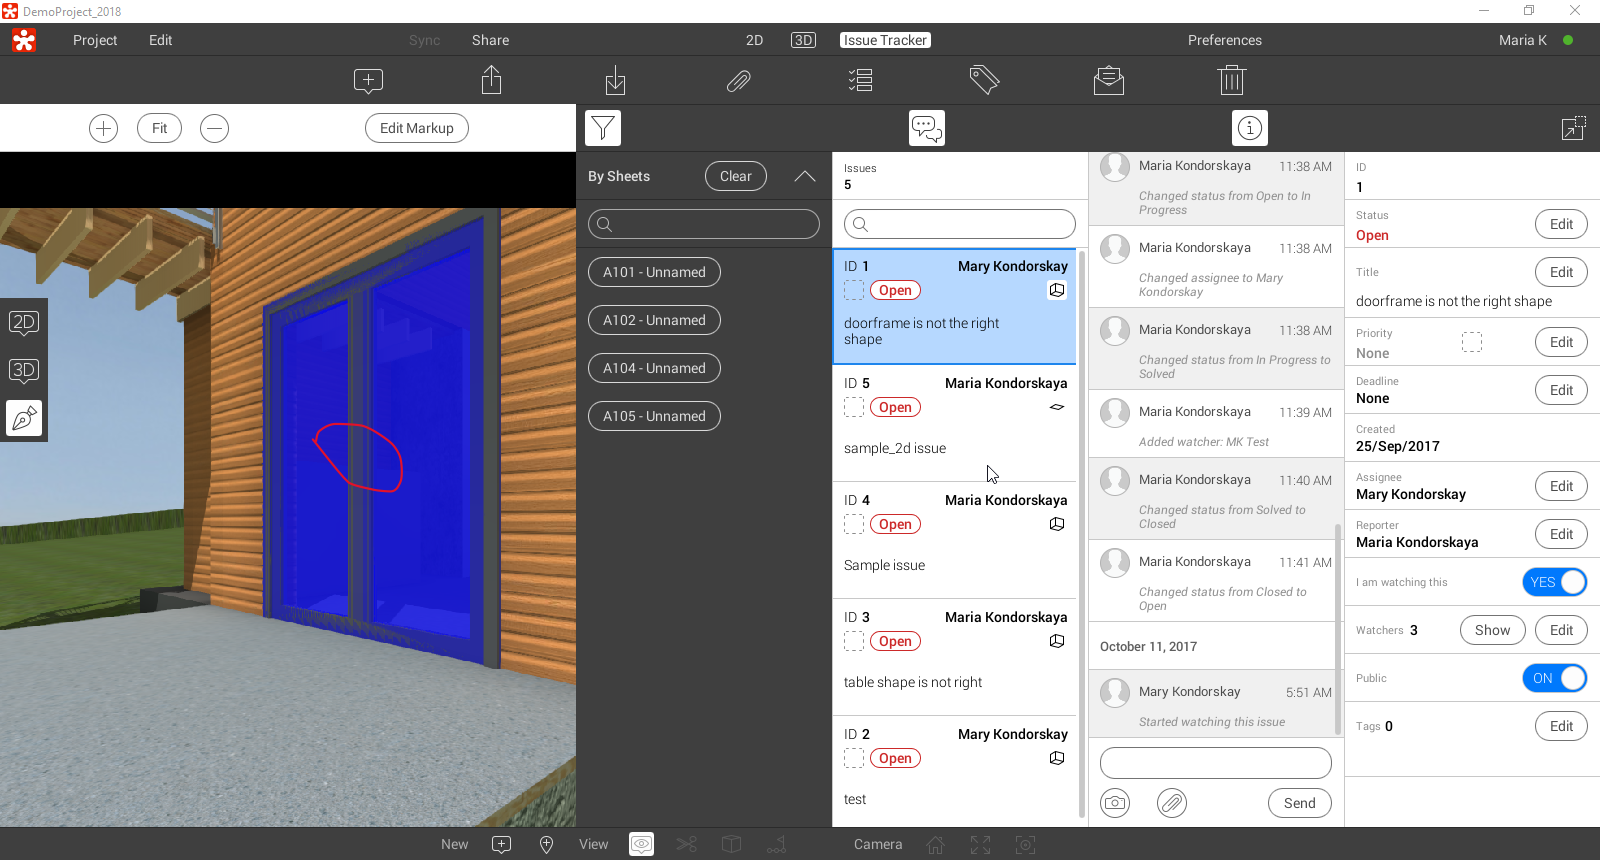 DemoProject_2018
Project Edit Sync Share 2D 3D Issue Tracker Preferences Maria K
Fit Edit Markup
2D
3D
By Sheets Clear
A101 - Unnamed
A102 - Unnamed
A104 - Unnamed
A105 - Unnamed
Issues
5
ID 1 Mary Kondorskay
Open
doorframe is not the right
shape
ID 5 Maria Kondorskaya
Open
sample_2d issue
ID 4 Maria Kondorskaya
Open
Sample issue
ID 3 Maria Kondorskaya
Open
table shape is not right
ID 2 Mary Kondorskay
Open
test
Maria Kondorskaya 11:38 AM
Changed status from Open to In
Progress
Maria Kondorskaya 11:38 AM
Changed assignee to Mary
Kondorskay
Maria Kondorskaya 11:38 AM
Changed status from In Progress to
Solved
Maria Kondorskaya 11:39 AM
Added watcher: MK Test
Maria Kondorskaya 11:40 AM
Changed status from Solved to
Closed
Maria Kondorskaya 11:41 AM
Changed status from Closed to
Open
October 11, 2017
Mary Kondorskay 5:51 AM
Started watching this issue
Send
ID
1
Status
Open Edit
Title Edit
doorframe is not the right shape
Priority
None Edit
Deadline
None Edit
Created
25/Sep/2017
Assignee
Mary Kondorskay Edit
Reporter
Maria Kondorskaya Edit
I am watching this YES
Watchers 3 Show Edit
Public ON
Tags 0 Edit
New View Camera